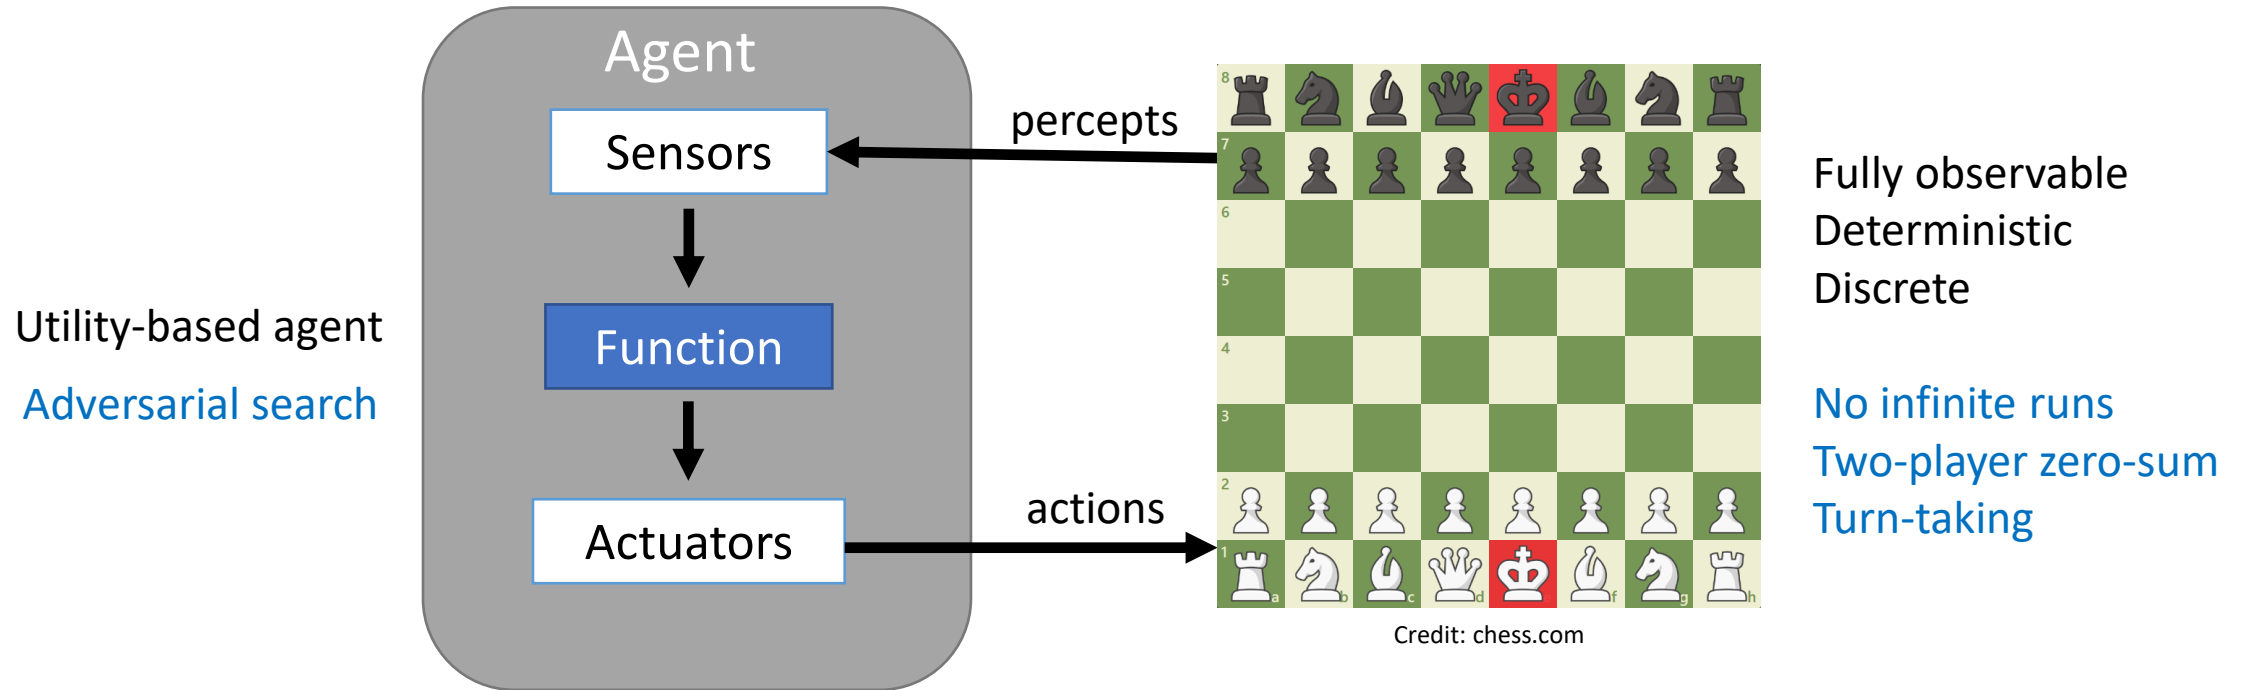 Agent
Sensors
Function
Actuators
Utility-based agent
Adversarial search
percepts
actions
8
7
6
5
4
3
2
1
a
b
c
d
e
f
g
h
Credit: chess.com
Fully observable
Deterministic
Discrete
No infinite runs
Two-player zero-sum
Turn-taking